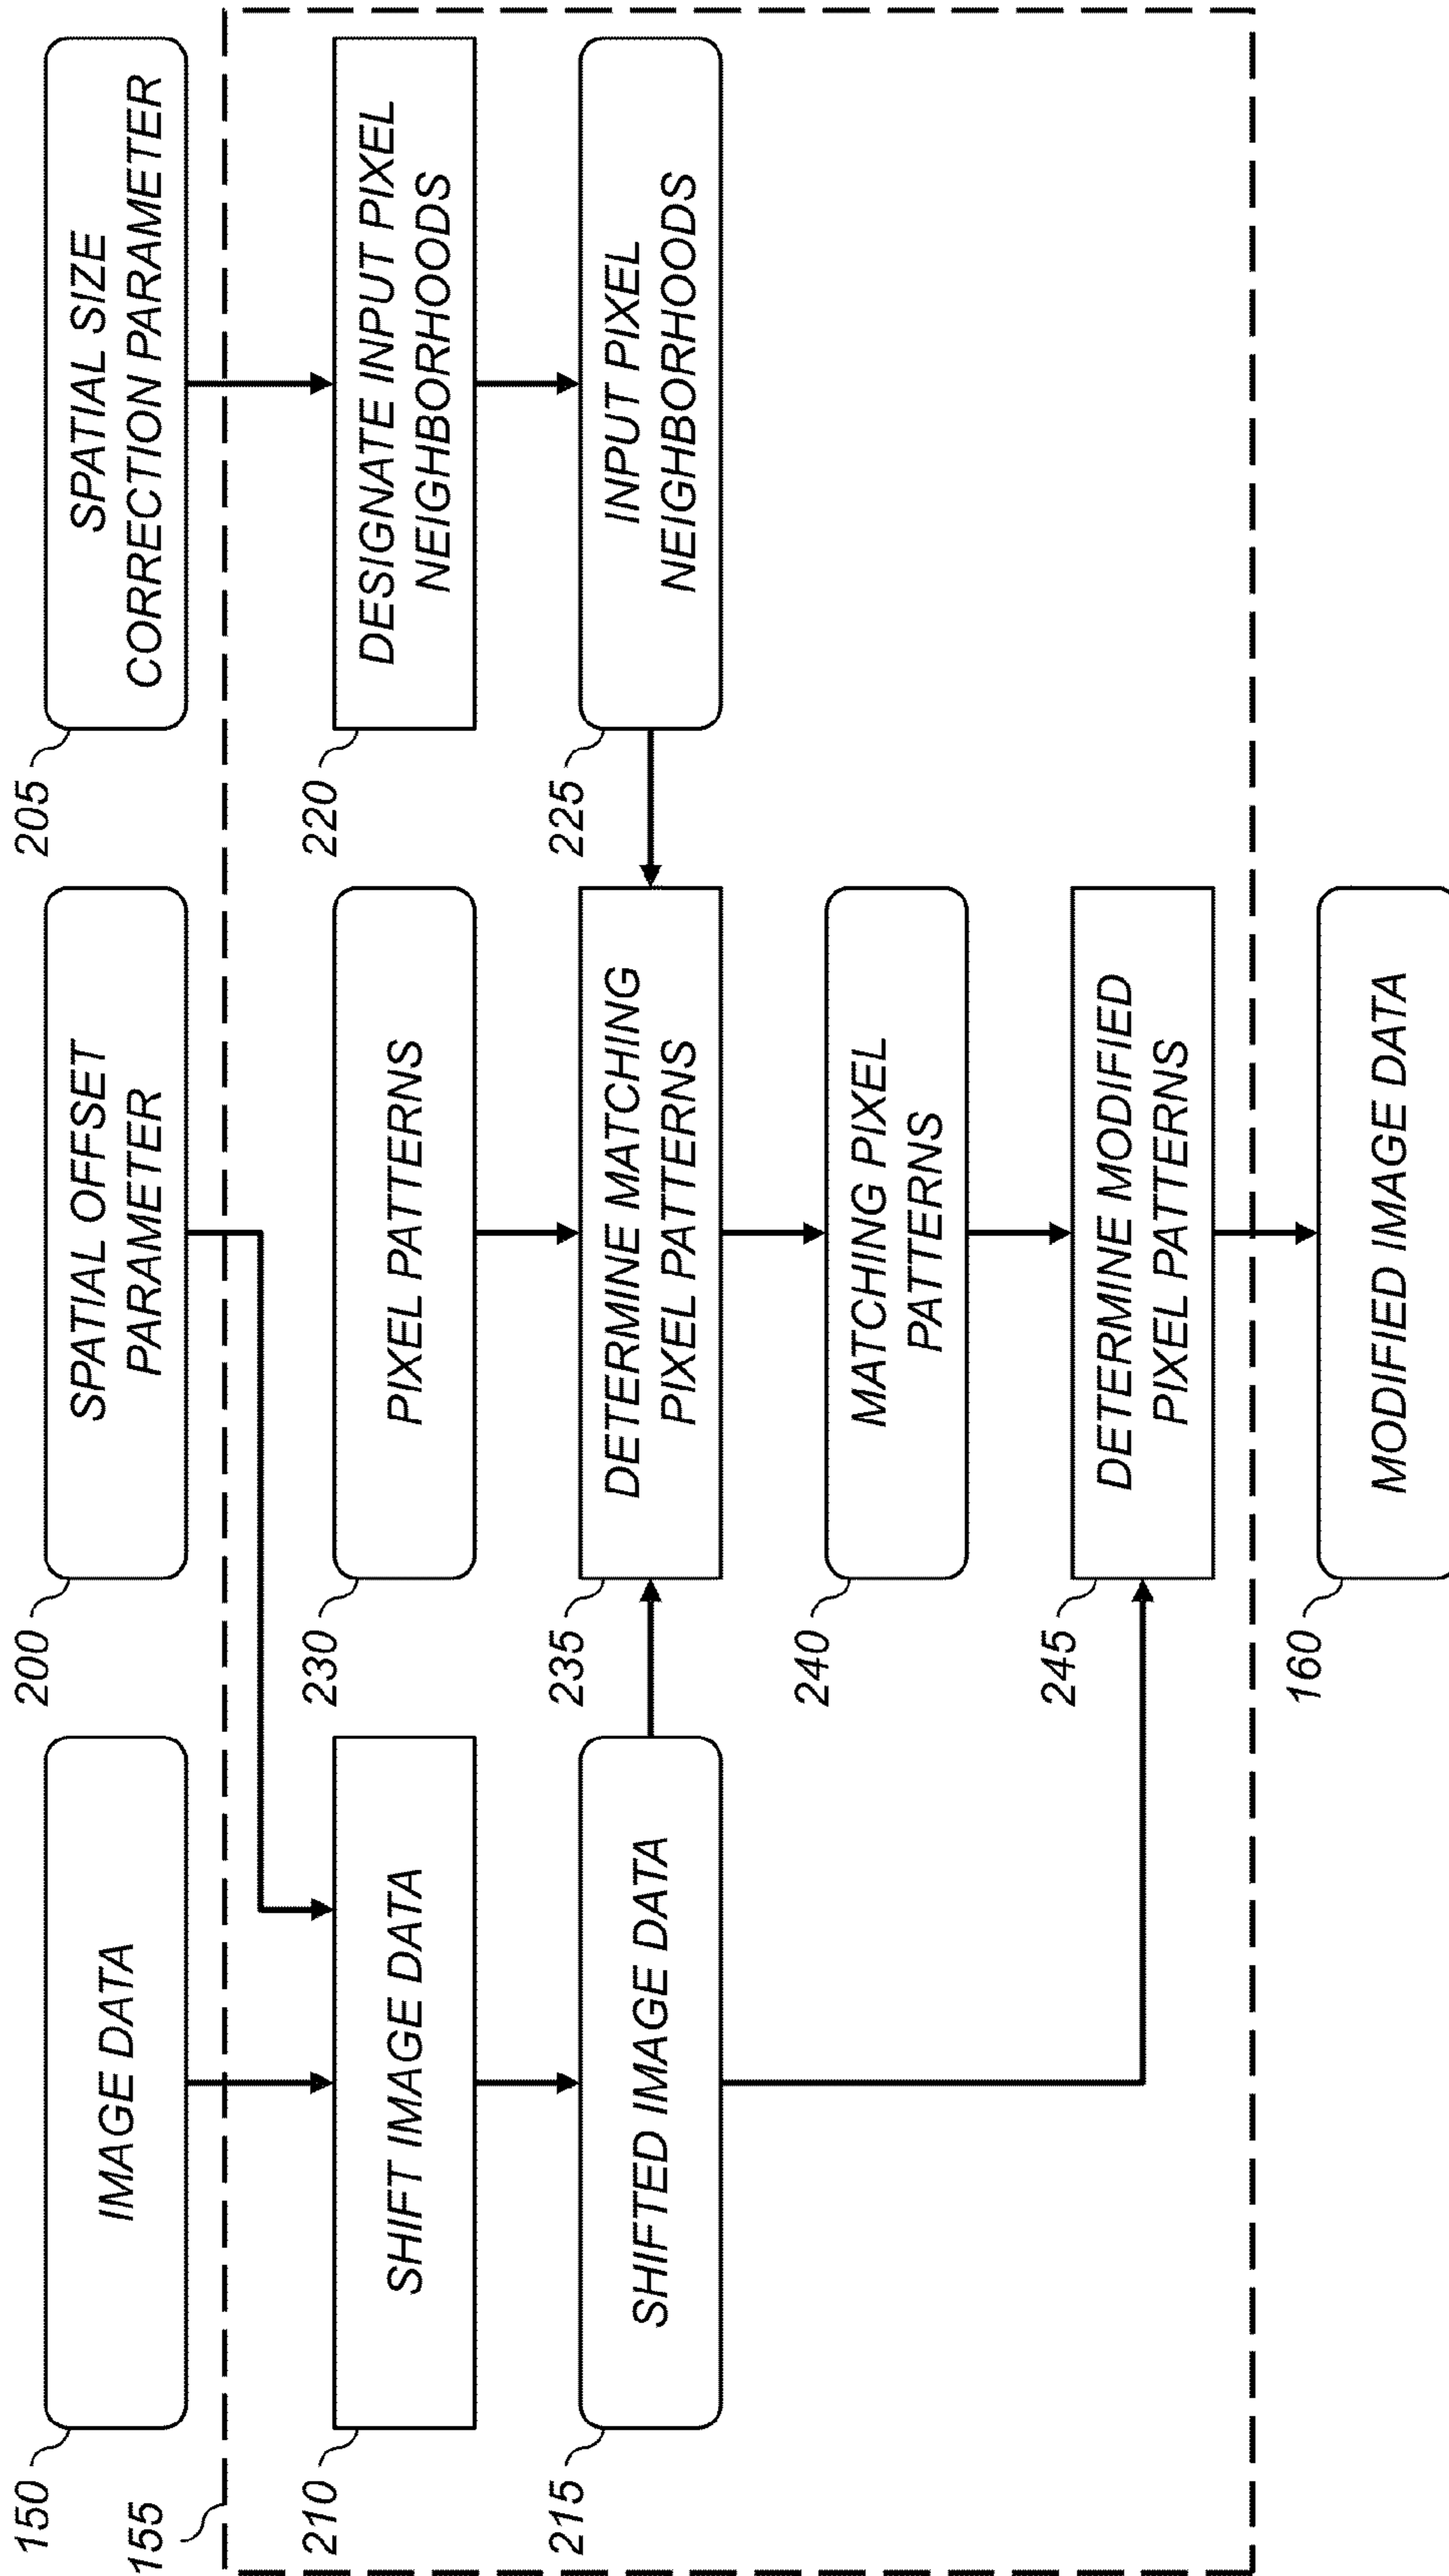 150
IMAGE DATA
200
SPATIAL OFFSET
PARAMETER
205
SPATIAL SIZE
CORRECTION PARAMETER
155
210
SHIFT IMAGE DATA
230
PIXEL PATTERNS
220
DESIGNATE INPUT PIXEL
NEIGHBORHOODS
215
SHIFTED IMAGE DATA
235
DETERMINE MATCHING
PIXEL PATTERNS
225
INPUT PIXEL
NEIGHBORHOODS
240
MATCHING PIXEL
PATTERNS
245
DETERMINE MODIFIED
PIXEL PATTERNS
160
MODIFIED IMAGE DATA